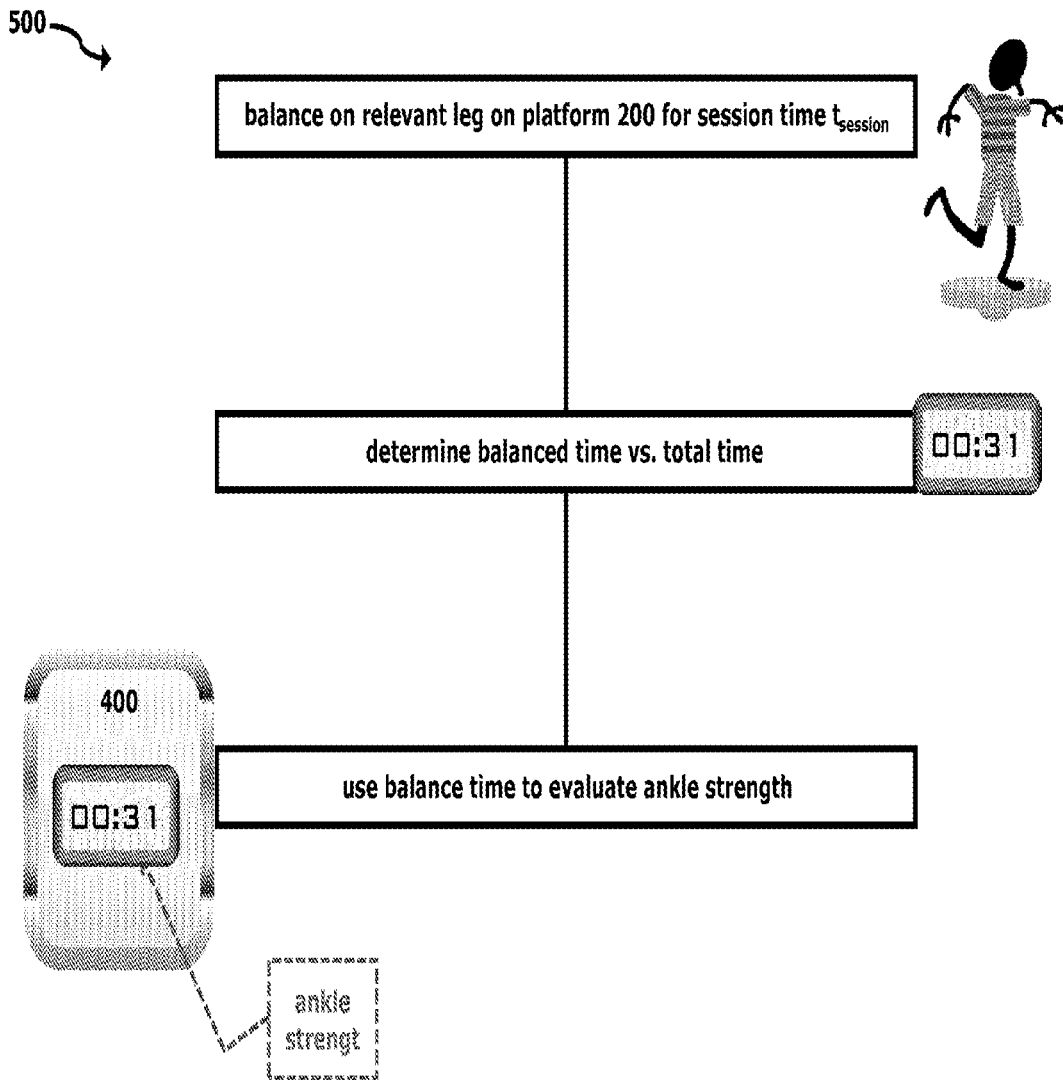 500
balance on relevant leg on platform 200 for session time tsession
determine balanced time vs. total time
00:31
400
00:31
use balance time to evaluate ankle strength
ankle
strengt